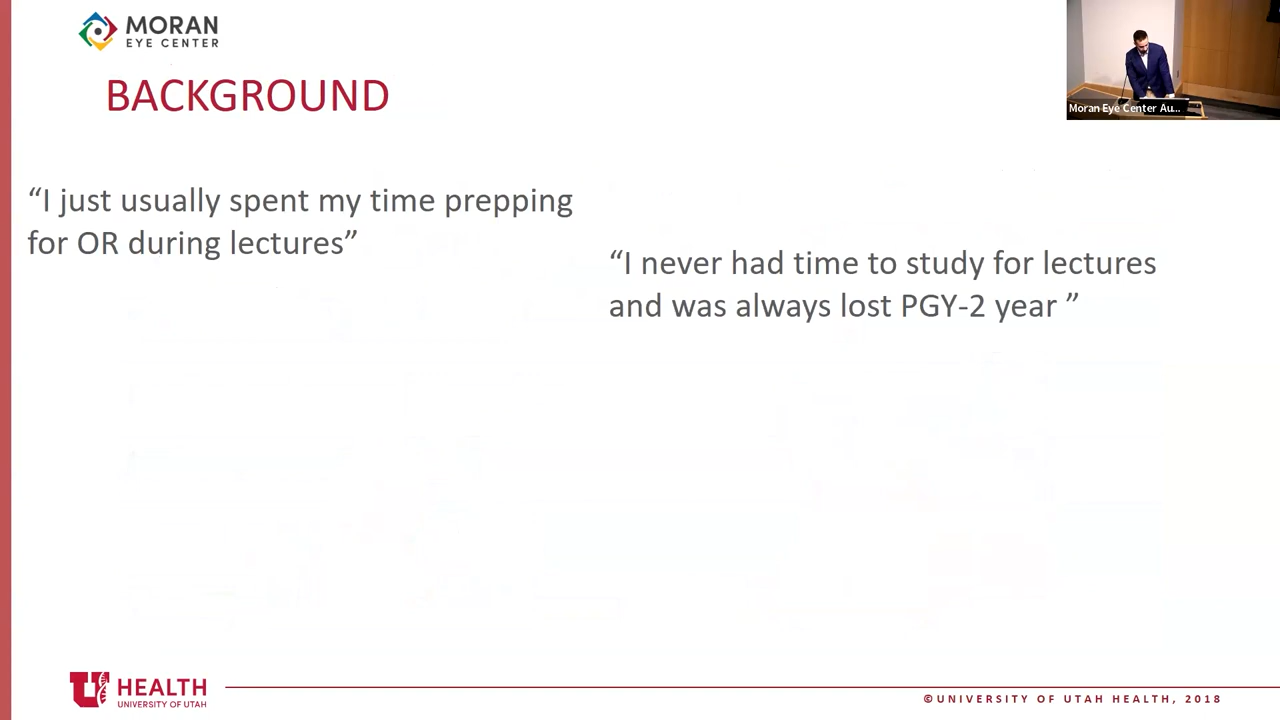 MORAN
EYE CENTER
Moran Eye Center Au...
BACKGROUND
“I just usually spent my time prepping
for OR during lectures”
“I never had time to study for lectures
and was always lost PGY-2 year ”
U HEALTH
UNIVERSITY OF UTAH
©UNIVERSITY OF UTAH HEALTH, 2018